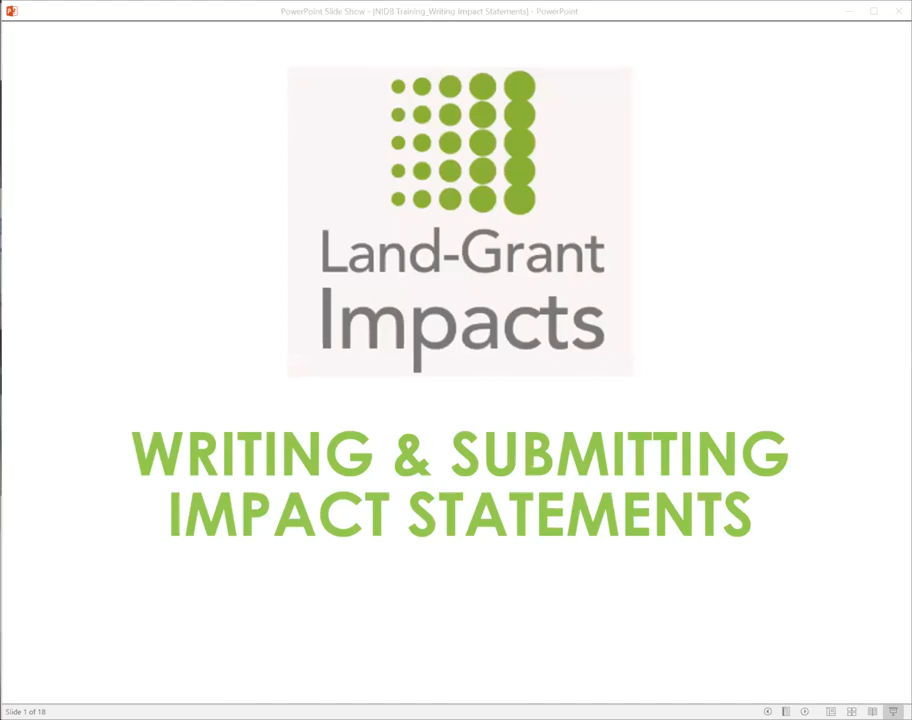 PowerPoint Slide Show - [NIDB Training_Writing Impact Statements] - PowerPoint
Land-Grant
Impacts
WRITING & SUBMITTING
IMPACT STATEMENTS
Slide 1 of 18